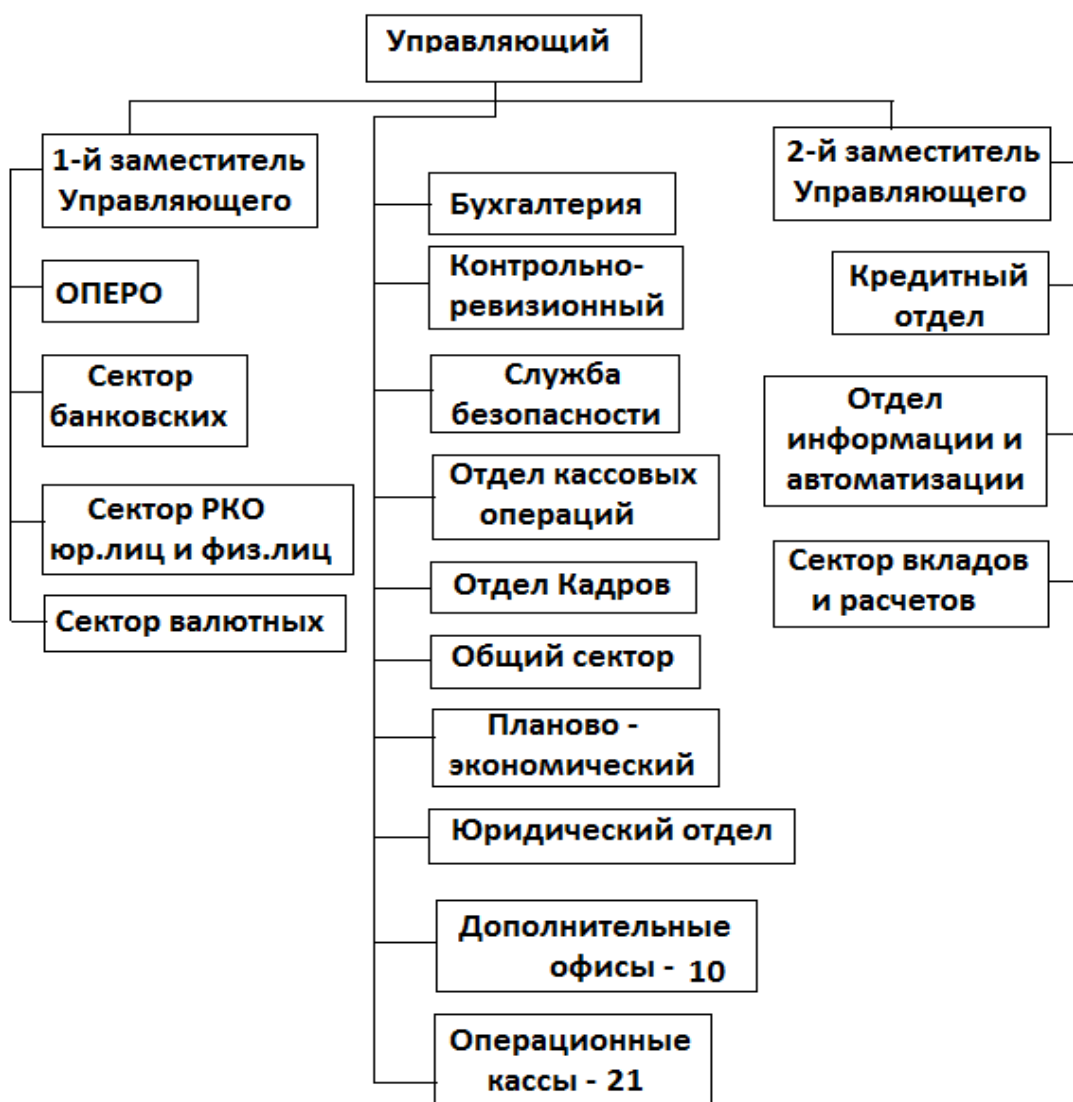 Управляющий
1-й заместитель
Управляющего
ОПЕРО
Сектор
банковских
Сектор РКО
юр.лиц и физ.лиц
Сектор валютных
Бухгалтерия
Контрольно-
ревизионный
Служба
безопасности
Отдел кассовых
операций
Отдел Кадров
Общий сектор
Планово -
экономический
Юридический отдел
Дополнительные
офисы - 10
Операционные
кассы - 21
2-й заместитель
Управляющего
Кредитный
отдел
Отдел
информации и
автоматизации
Сектор вкладов
и расчетов